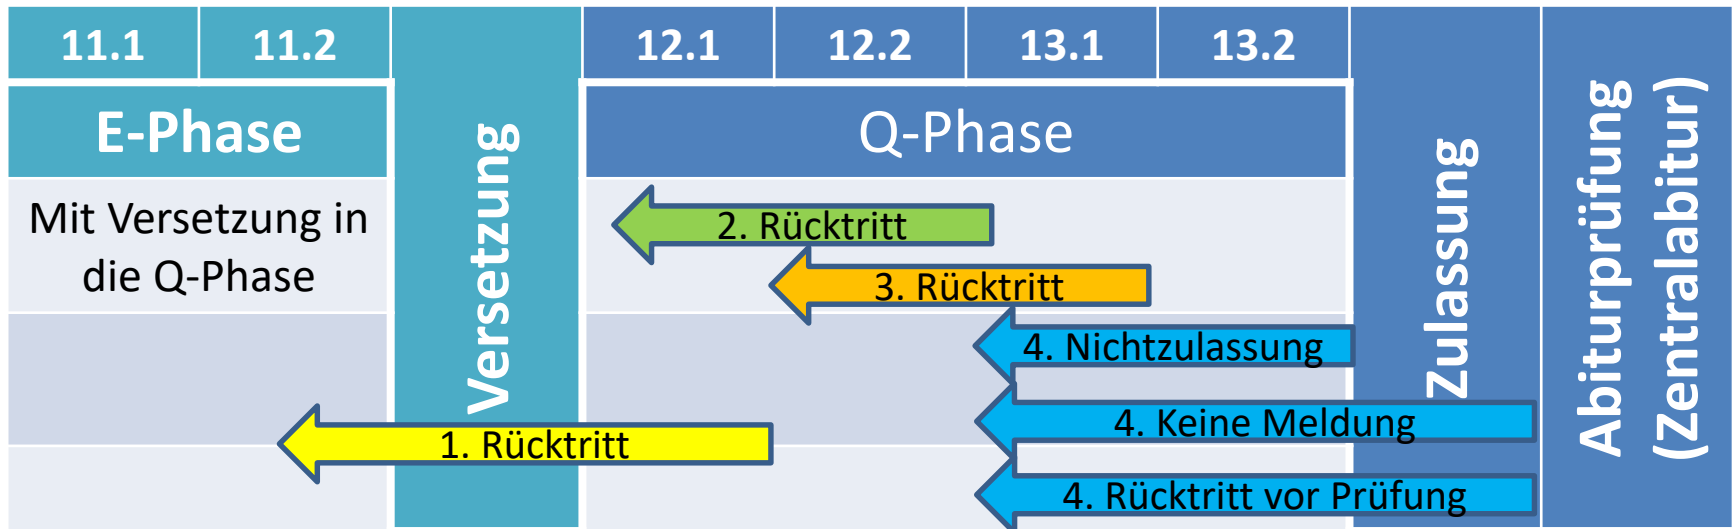 11.1 11.2 12.1 12.2 13.1 13.2
E-Phase
Versetzung
Q-Phase
Zulassung
Abiturprüfung
(Zentralabitur)
Mit Versetzung in
die Q-Phase
2. Rücktritt
3. Rücktritt
4. Nichtzulassung
4. Keine Meldung
1. Rücktritt
4. Rücktritt vor Prüfung